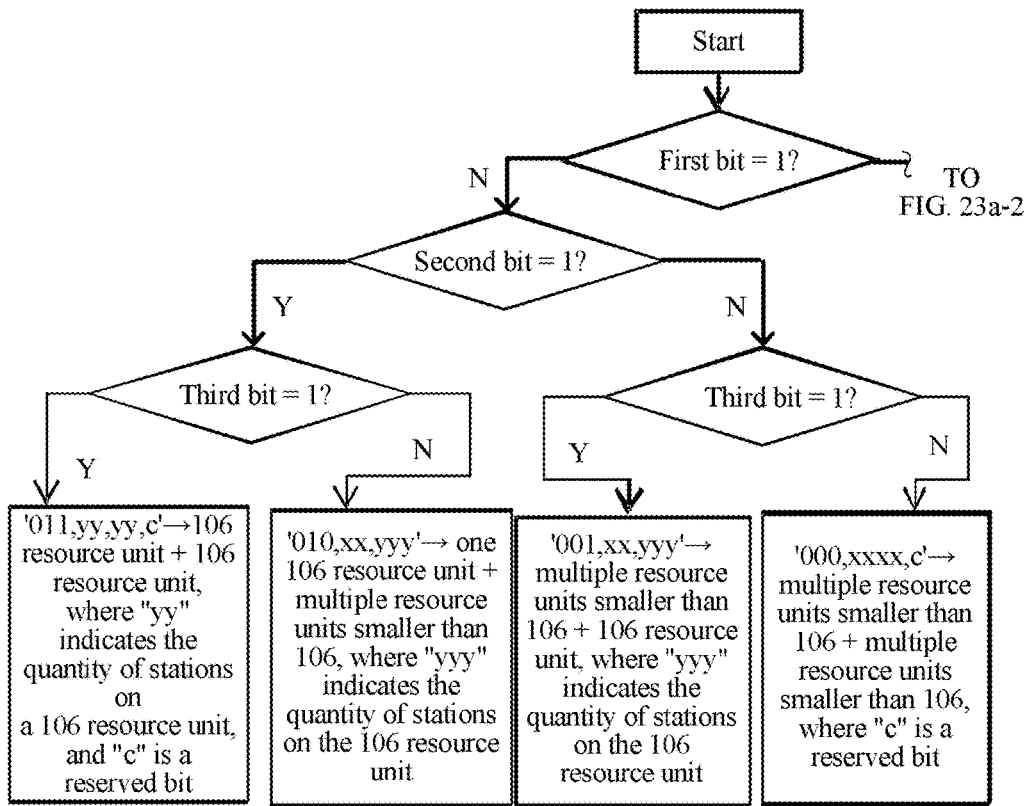 Start
First bit = 1?
TO
FIG. 23a-2
N
Second bit = 1?
Y
N
Third bit = 1?
Third bit = 1?
Y
N
Y
N
'011,yy,yy,c'→106
resource unit + 106
resource unit,
where "yy"
indicates the
quantity of stations
on
a 106 resource unit,
and "c" is a
reserved bit
'010,xx,yyy'→ one
106 resource unit +
multiple resource
units smaller than
106, where "yyy"
indicates the
quantity of stations
on the 106 resource
unit
'001,xx,yyy'→
multiple resource
units smaller than
106 + 106 resource
unit, where "yyy"
indicates the
quantity of stations
on the 106
resource unit
'000,xxxx,c'→
multiple resource
units smaller than
106 + multiple
resource units
smaller than 106,
where "c" is a
reserved bit